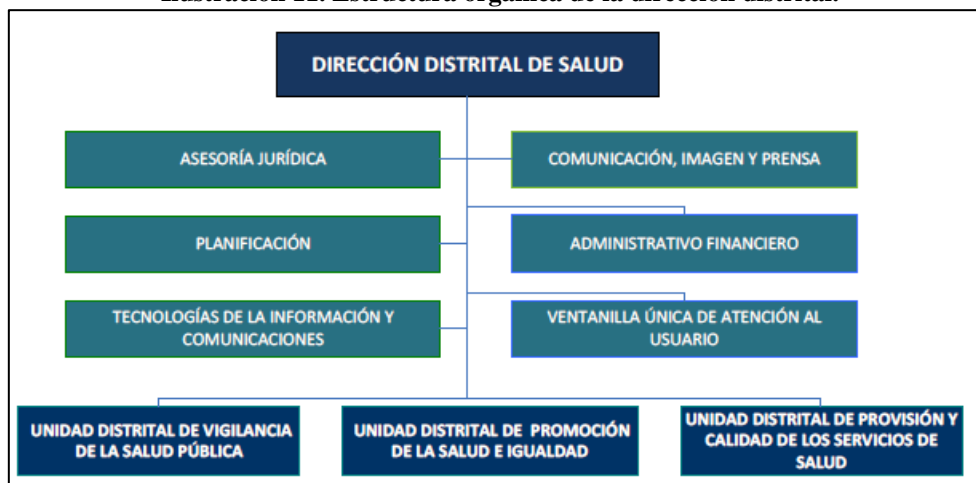 DIRECCIÓN DISTRITAL DE SALUD
ASESORÍA JURÍDICA
COMUNICACIÓN, IMAGEN Y PRENSA
PLANIFICACIÓN
ADMINISTRATIVO FINANCIERO
TECNOLOGÍAS DE LA INFORMACIÓN Y
COMUNICACIONES
VENTANILLA ÚNICA DE ATENCIÓN AL
USUARIO
UNIDAD DISTRITAL DE VIGILANCIA
DE LA SALUD PÚBLICA
UNIDAD DISTRITAL DE PROMOCIÓN
DE LA SALUD E IGUALDAD
UNIDAD DISTRITAL DE PROVISIÓN Y
CALIDAD DE LOS SERVICIOS DE
SALUD